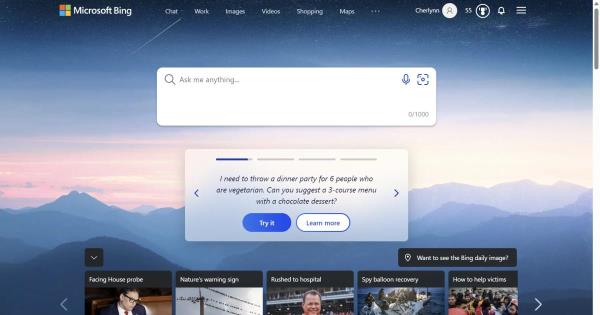 Microsoft Bing
Chat Work Images Videos Shopping Maps ...
Cherlynn 55
Ask me anything...
0/1000
I need to throw a dinner party for 6 people who
are vegetarian. Can you suggest a 3-course menu
with a chocolate dessert?
Try it Learn more
Want to see the Bing daily image?
Facing House probe
Nature's warning sign
Rushed to hospital
Spy balloon recovery
How to help victims